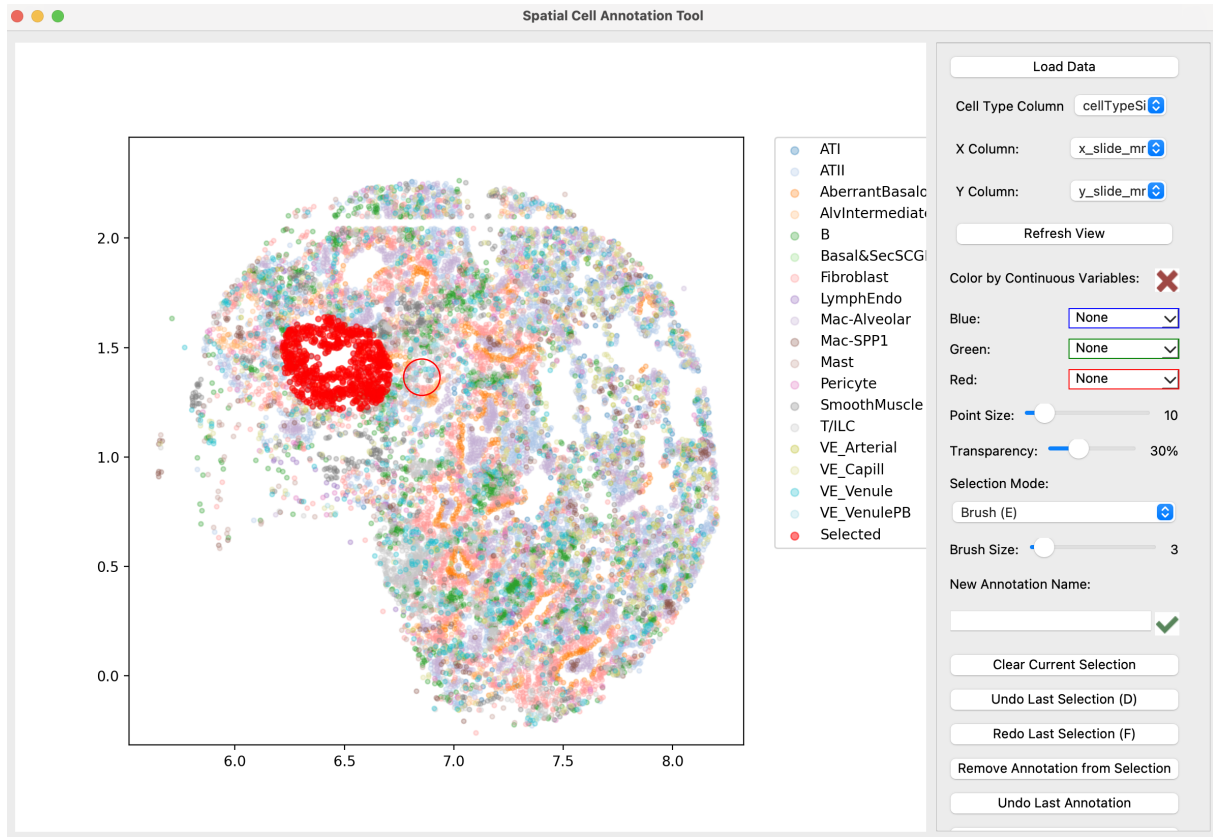 Spatial Cell Annotation Tool
2.0
1.5
1.0
0.5
0.0
6.0 6.5 7.0 7.5 8.0
ATI
ATII
AberrantBasalo
AlvIntermediate
B
Basal&SecSCG
Fibroblast
LymphEndo
Mac-Alveolar
Mac-SPP1
Mast
Pericyte
SmoothMuscle
T/ILC
VE_Arterial
VE_Capill
VE_Venule
VE_VenulePB
Selected
Load Data
Cell Type Column cellTypeSi
X Column: x_slide_mr
Y Column: y_slide_mr
Refresh View
Color by Continuous Variables:
Blue: None
Green: None
Red: None
Point Size: 10
Transparency: 30%
Selection Mode:
Brush (E)
Brush Size: 3
New Annotation Name:
Clear Current Selection
Undo Last Selection (D)
Redo Last Selection (F)
Remove Annotation from Selection
Undo Last Annotation